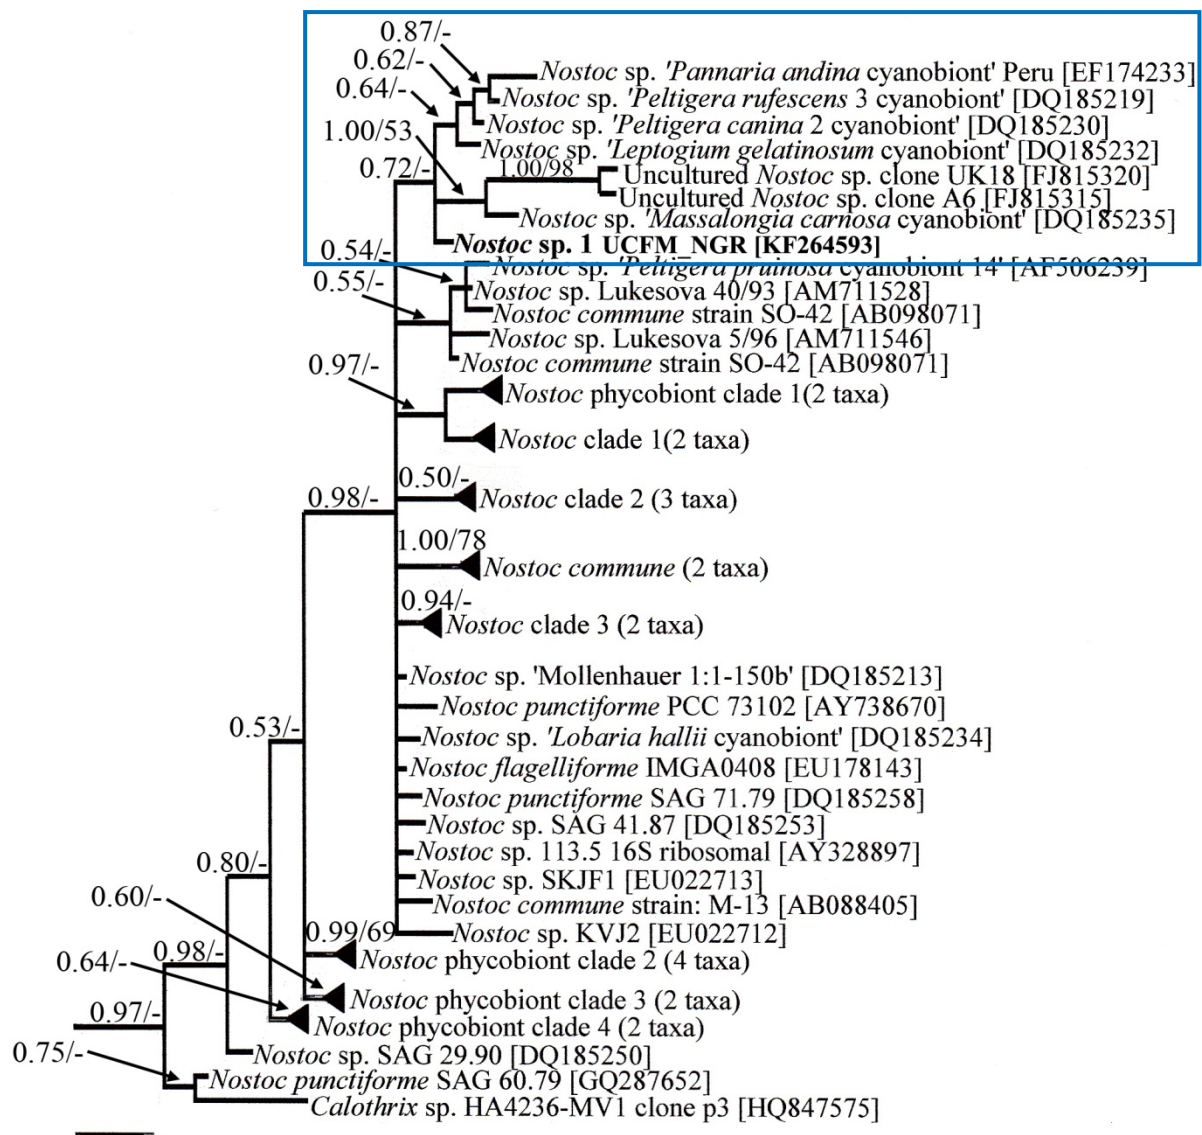 0.87/-
0.62/-
Nostoc sp. 'Pannaria andina cyanobiont' Peru [EF174233]
0.64/-
Nostoc sp. 'Peltigera rufescens 3 cyanobiont' [DQ185219]
Nostoc sp. 'Peltigera canina 2 cyanobiont' [DQ185230]
1.00/53
Nostoc sp. 'Leptogium gelatinosum cyanobiont' [DQ185232]
0.72/-
1.00/98
Uncultured Nostoc sp. clone UK18 [FJ815320]
Uncultured Nostoc sp. clone A6 [FJ815315]
Nostoc sp. 'Massalongia carnosa cyanobiont' [DQ185235]
Nostoc sp. 1 UCFM_NGR [KF264593]
0.54/-
Nostoc sp. 'Peltigera pruinosa cyanobiont 14' [AF506239]
0.55/-
Nostoc sp. Lukesova 40/93 [AM711528]
Nostoc commune strain SO-42 [AB098071]
Nostoc sp. Lukesova 5/96 [AM711546]
Nostoc commune strain SO-42 [AB098071]
0.97/-
Nostoc phycobiont clade 1(2 taxa)
Nostoc clade 1(2 taxa)
0.50/-
0.98/-
Nostoc clade 2 (3 taxa)
1.00/78
Nostoc commune (2 taxa)
0.94/-
Nostoc clade 3 (2 taxa)
Nostoc sp. 'Mollenhauer 1:1-150b' [DQ185213]
Nostoc punctiforme PCC 73102 [AY738670]
0.53/-
Nostoc sp. 'Lobaria hallii cyanobiont' [DQ185234]
Nostoc flagelliforme IMGA0408 [EU178143]
Nostoc punctiforme SAG 71.79 [DQ185258]
Nostoc sp. SAG 41.87 [DQ185253]
Nostoc sp. 113.5 16S ribosomal [AY328897]
0.80/-
Nostoc sp. SKJF1 [EU022713]
0.60/-
Nostoc commune strain: M-13 [AB088405]
0.99/69
Nostoc sp. KVJ2 [EU022712]
0.98/-
0.64/-
Nostoc phycobiont clade 2 (4 taxa)
Nostoc phycobiont clade 3 (2 taxa)
0.97/-
Nostoc phycobiont clade 4 (2 taxa)
0.75/-
Nostoc sp. SAG 29.90 [DQ185250]
Nostoc punctiforme SAG 60.79 [GQ287652]
Calothrix sp. HA4236-MV1 clone p3 [HQ847575]